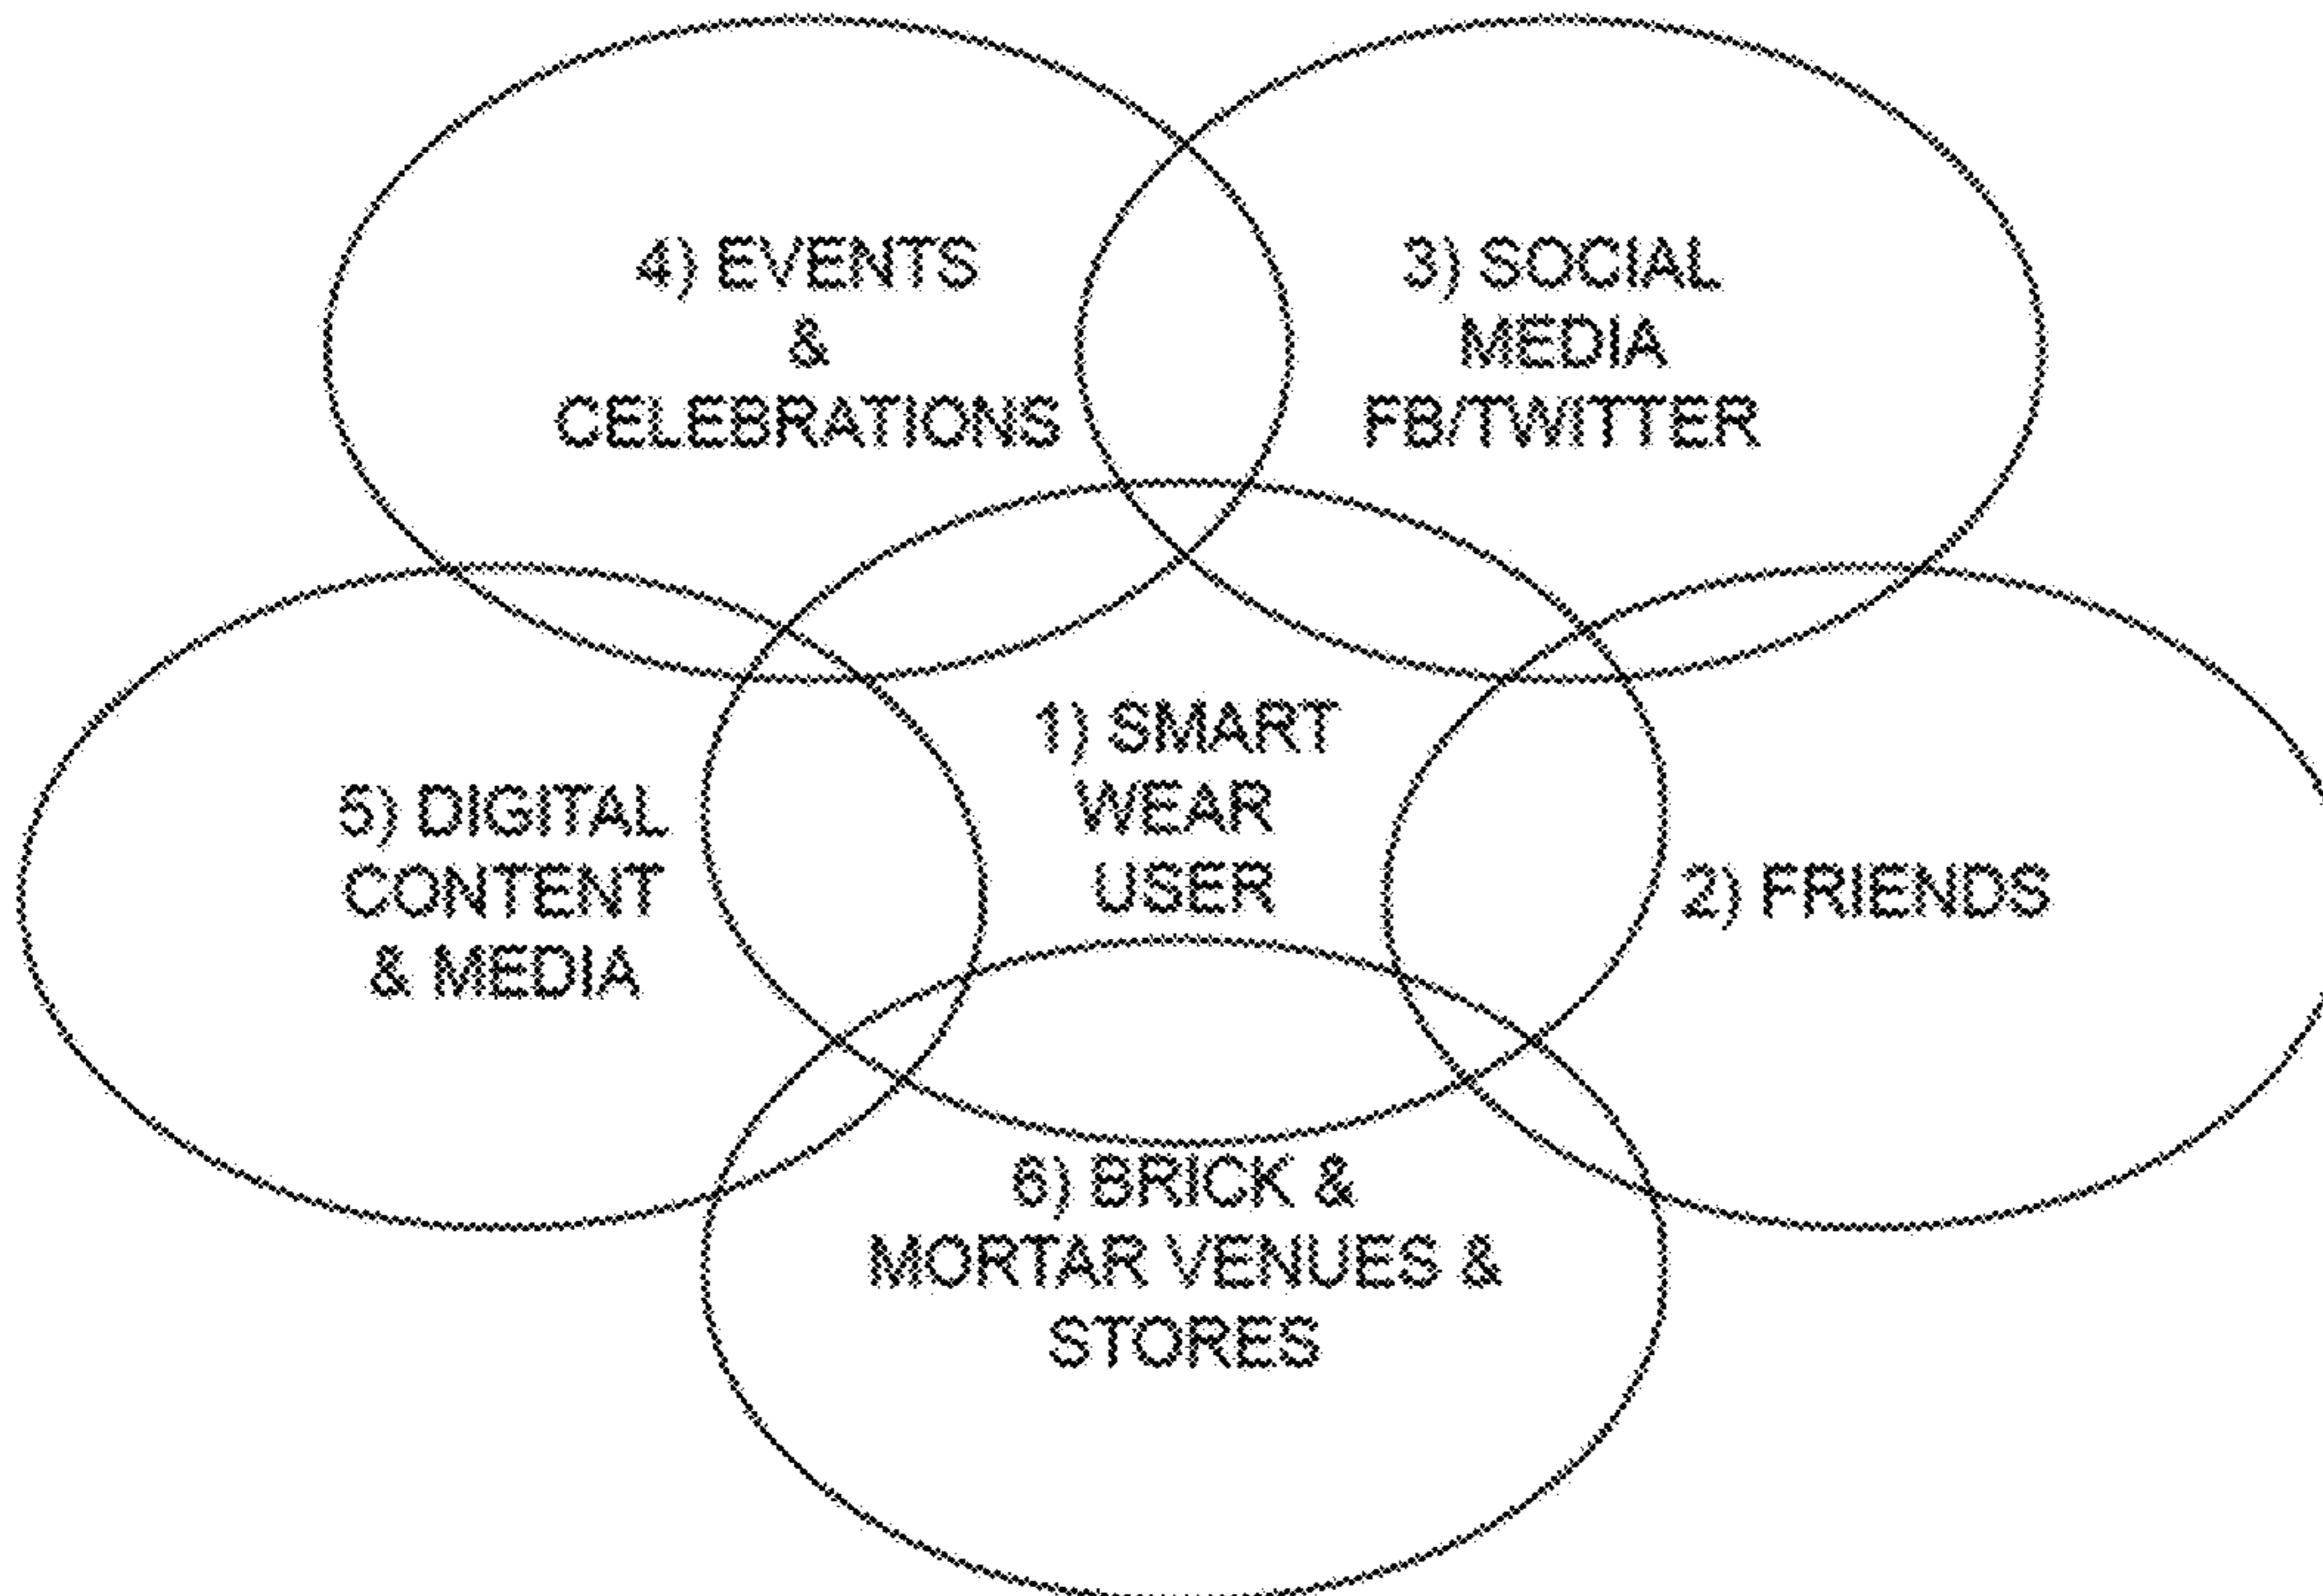 4) EVENTS
&
CELEBRATIONS
3) SOCIAL
MEDIA
FB/TWITTER
1) SMART
WEAR
USER
5) DIGITAL
CONTENT
& MEDIA
2) FRIENDS
6) BRICK &
MORTAR VENUES &
STORES